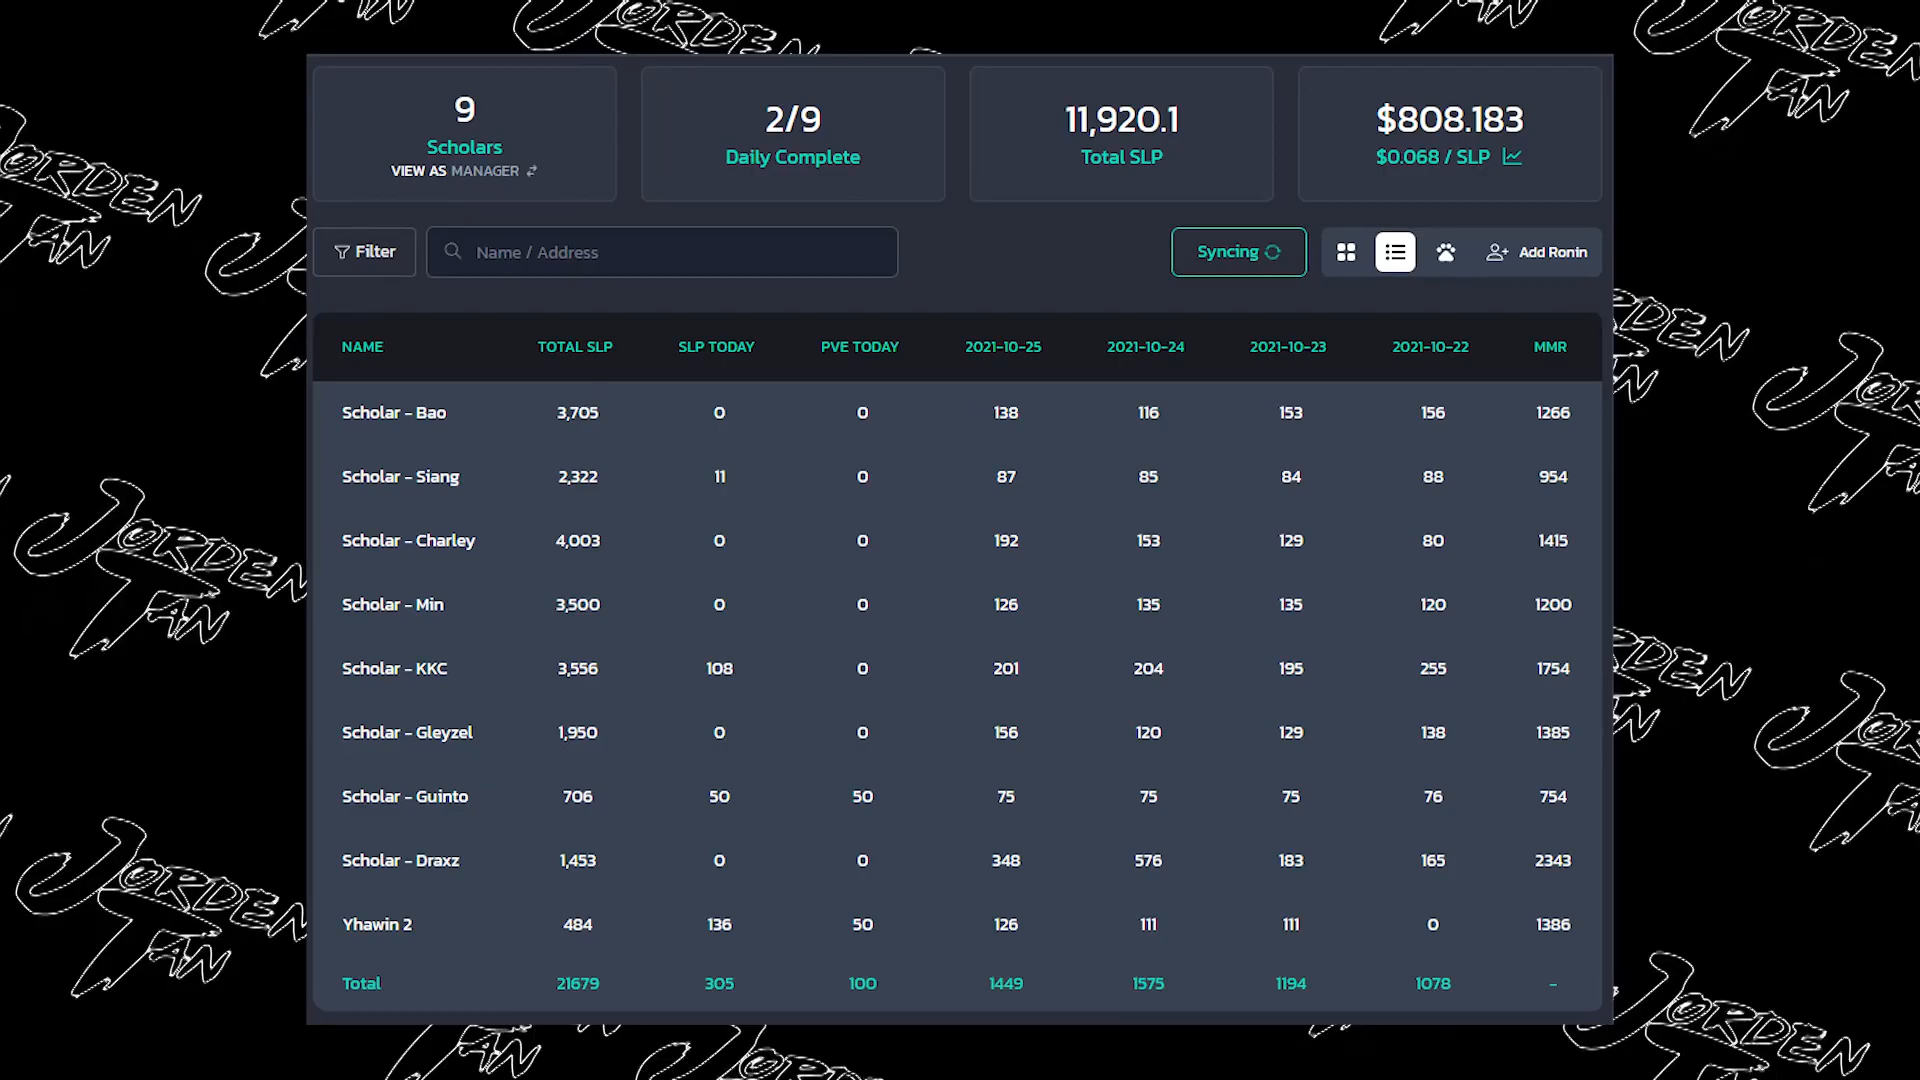 9
Scholars
VIEW AS MANAGER
2/9
Daily Complete
11,920.1
Total SLP
$808.183
$0.068 / SLP
Filter
Name / Address
Syncing
Add Ronin
NAME TOTAL SLP SLP TODAY PVE TODAY 2021-10-25 2021-10-24 2021-10-23 2021-10-22 MMR
Scholar - Bao 3,705 0 0 138 116 153 156 1266
Scholar - Siang 2,322 11 0 87 85 84 88 954
Scholar - Charley 4,003 0 0 192 153 129 80 1415
Scholar - Min 3,500 0 0 126 135 135 120 1200
Scholar - KKC 3,556 108 0 201 204 195 255 1754
Scholar - Gleyzel 1,950 0 0 156 120 129 138 1385
Scholar - Guinto 706 50 50 75 75 75 76 754
Scholar - Draxz 1,453 0 0 348 576 183 165 2343
Yhawin 2 484 136 50 126 111 111 0 1386
Total 21679 305 100 1449 1575 1194 1078 -
JORDEN
TAN